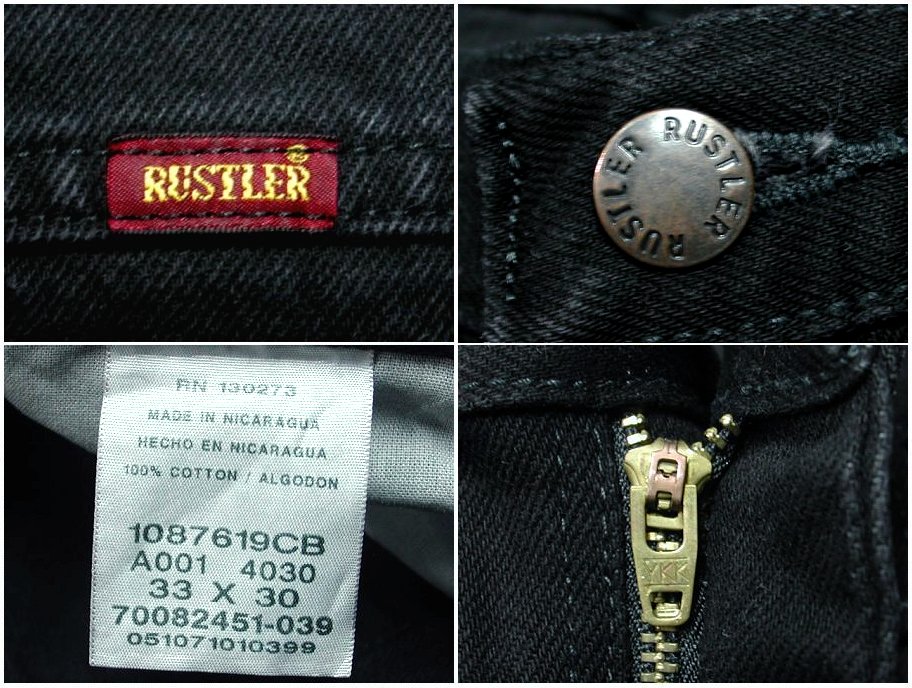 RUSTLER
RUSTLER RUSTLER
RN 130273
MADE IN NICARAGUA
HECHO EN NICARAGUA
100% COTTON / ALGODON
1087619CB
A001 4030
33 X 30
70082451-039
051071010399
YKK